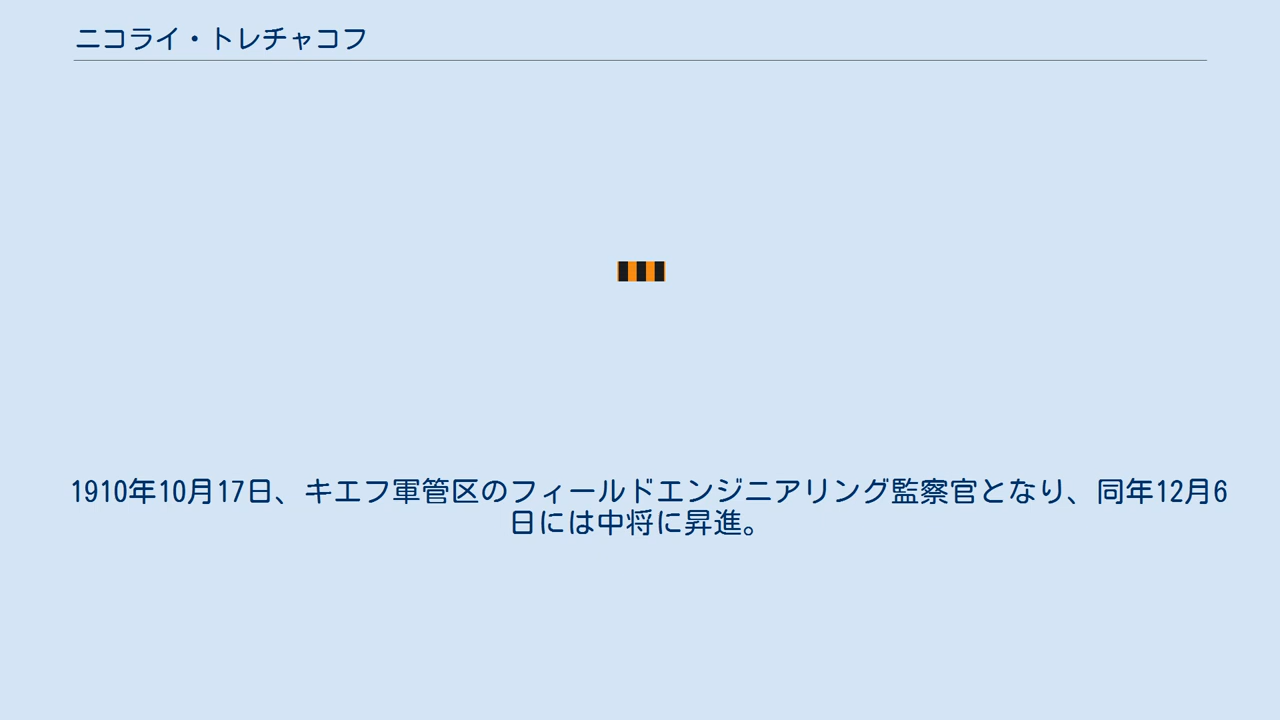 ニコライ・トレチャコフ
1910年10月17日、キエフ軍管区のフィールドエンジニアリング監察官となり、同年12月6
日には中将に昇進。